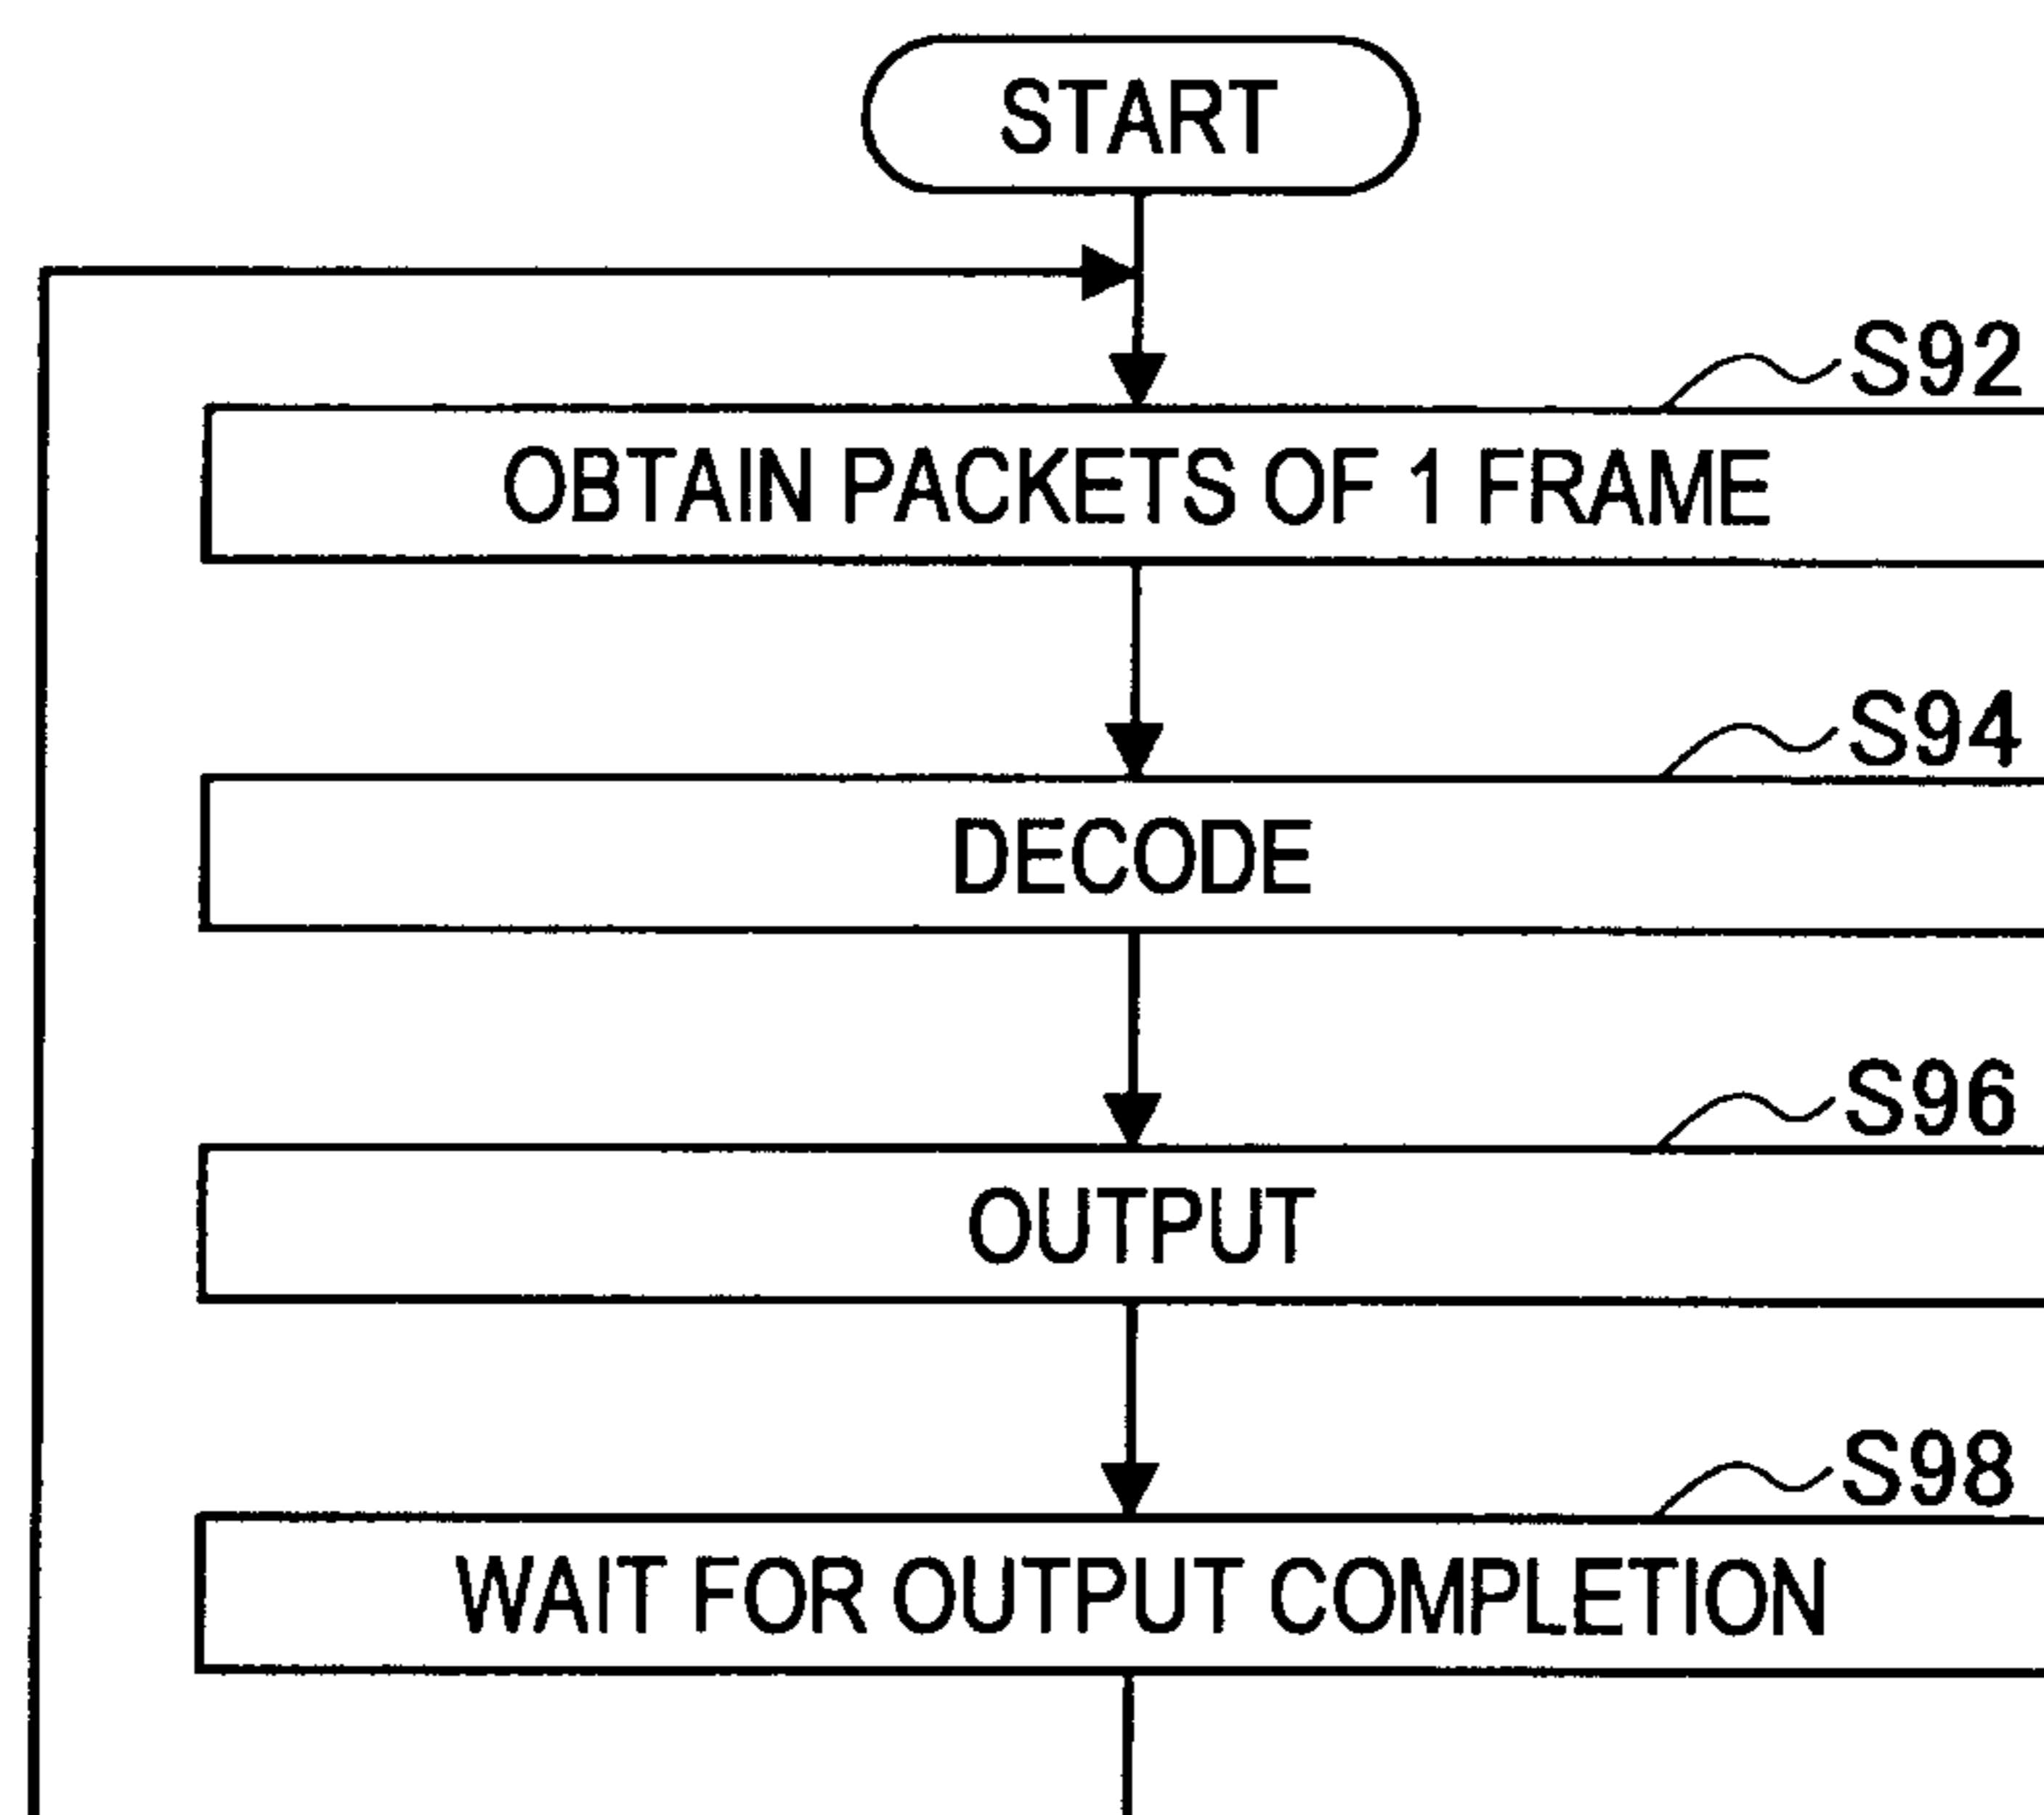 START
S92
OBTAIN PACKETS OF 1 FRAME
S94
DECODE
S96
OUTPUT
S98
WAIT FOR OUTPUT COMPLETION